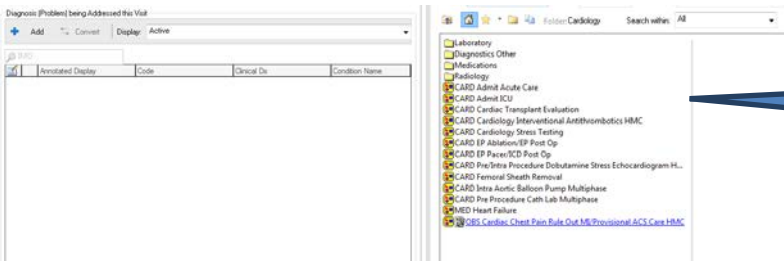 Diagnosis (Problem) being Addressed this Visit
Add Convert Display: Active
IMO
Annotated Display Code Clinical Dx Condition Name
Folder: Cardiology Search within: All
Laboratory
Diagnostics Other
Medications
Radiology
CARD Admit Acute Care
CARD Admit ICU
CARD Cardiac Transplant Evaluation
CARD Cardiology Interventional Antithrombotics HMC
CARD Cardiology Stress Testing
CARD EP Ablation/EP Post Op
CARD EP Pacer/ICD Post Op
CARD Pre/Intra Procedure Dobutamine Stress Echocardiogram H...
CARD Femoral Sheath Removal
CARD Intra Aortic Balloon Pump Multiphase
CARD Pre Procedure Cath Lab Multiphase
MED Heart Failure
OBS Cardiac Chest Pain Rule Out MI/Provisional ACS Care HMC